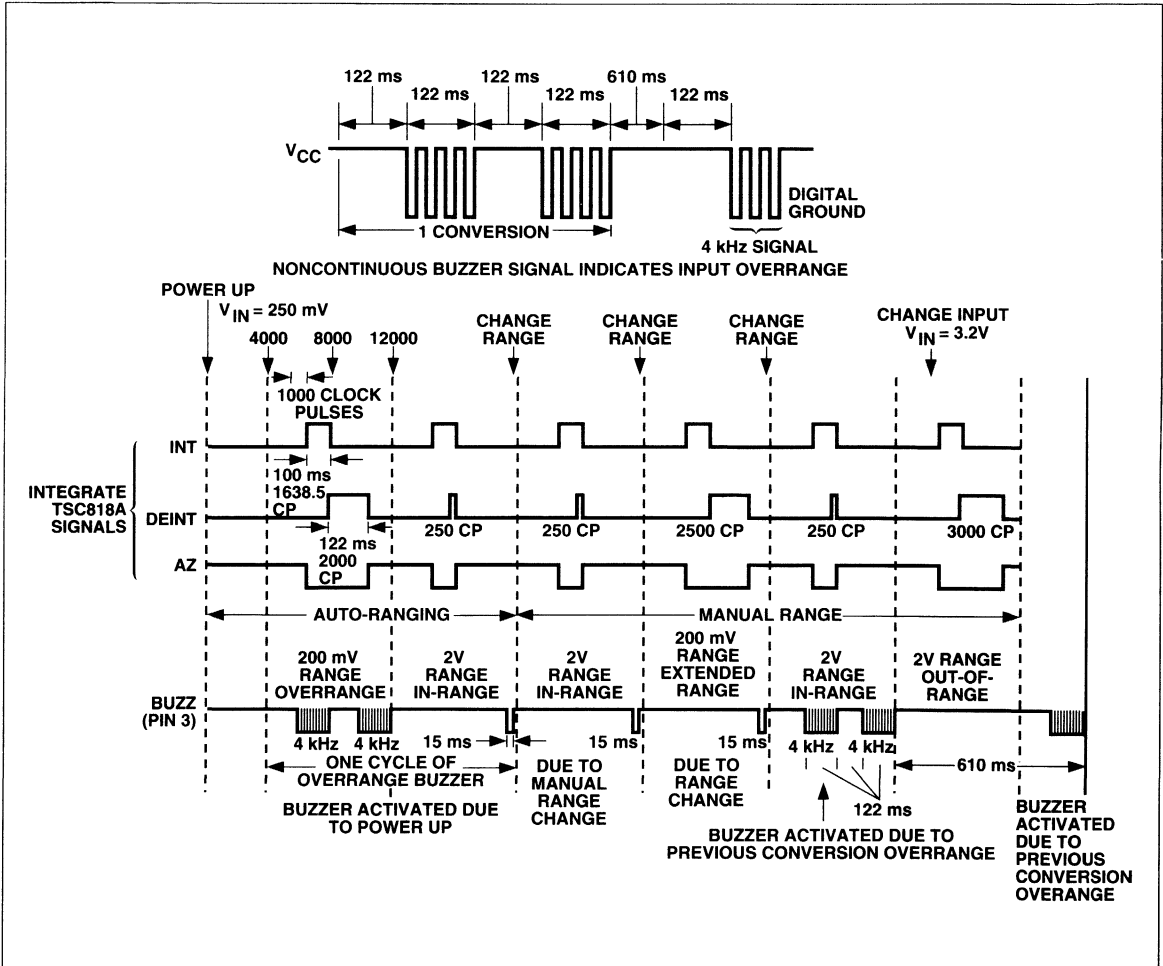 122 ms 122 ms 610 ms
122 ms 122 ms 122 ms
VCC
DIGITAL
GROUND
1 CONVERSION
4 kHz SIGNAL
NONCONTINUOUS BUZZER SIGNAL INDICATES INPUT OVERRANGE
POWER UP
VIN = 250 mV
4000 8000 12000
CHANGE
RANGE
CHANGE
RANGE
CHANGE
RANGE
CHANGE INPUT
VIN = 3.2V
1000 CLOCK
PULSES
INT
100 ms
1638.5
CP
INTEGRATE
TSC818A
SIGNALS
DEINT
250 CP 250 CP 2500 CP 250 CP 3000 CP
122 ms
2000
CP
AZ
AUTO-RANGING MANUAL RANGE
200 mV
RANGE
OVERRANGE
2V
RANGE
IN-RANGE
2V
RANGE
IN-RANGE
200 mV
RANGE
EXTENDED
RANGE
2V
RANGE
IN-RANGE
2V RANGE
OUT-OF-
RANGE
BUZZ
(PIN 3)
4 kHz 4 kHz 15 ms 15 ms 15 ms 4 kHz 4 kHz
ONE CYCLE OF
OVERRANGE BUZZER
BUZZER ACTIVATED DUE
TO POWER UP
DUE TO
MANUAL
RANGE
CHANGE
DUE TO
RANGE
CHANGE
122 ms
610 ms
BUZZER ACTIVATED DUE TO
PREVIOUS CONVERSION OVERRANGE
BUZZER
ACTIVATED
DUE TO
PREVIOUS
CONVERSION
OVERANGE